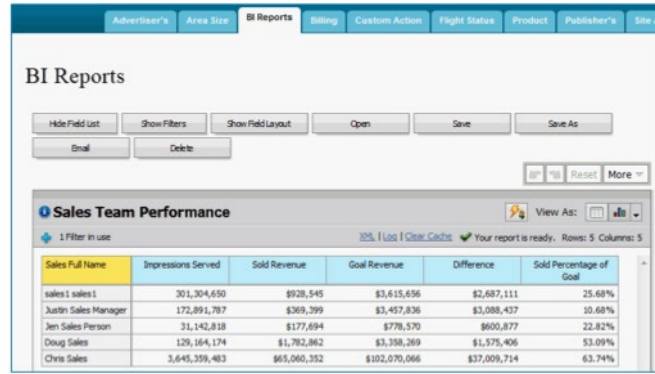 Advertiser's Area Size BI Reports Billing Custom Action Flight Status Product Publisher's Site
BI Reports
Hide Field List Show Filters Show Field Layout Open Save Save As
Email Delete
Reset More
Sales Team Performance View As:
1 Filter in use XML | Log | Clear Cache Your report is ready. Rows: 5 Columns: 5
Sales Full Name Impressions Served Sold Revenue Goal Revenue Difference Sold Percentage of
Goal
sales1 sales1 301,304,650 $928,545 $3,615,656 $2,687,111 25.68%
Justin Sales Manager 172,891,787 $369,399 $3,457,836 $3,088,437 10.68%
Jen Sales Person 31,142,818 $177,694 $778,570 $600,877 22.82%
Doug Sales 129,164,174 $1,782,862 $3,358,269 $1,575,406 53.09%
Chris Sales 3,645,359,483 $65,060,352 $102,070,066 $37,009,714 63.74%